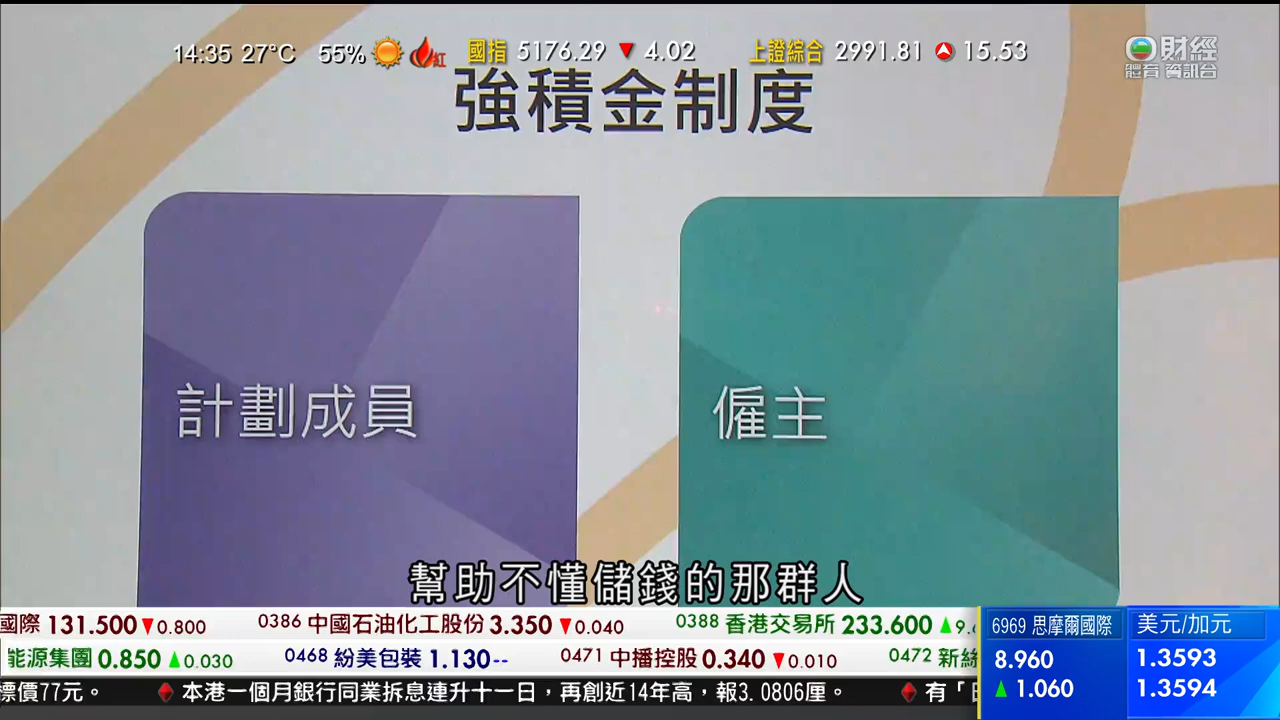 14:35 27°C 55% 紅 國指 5176.29 ▼ 4.02 上證綜合 2991.81 ▲ 15.53 財經
體育 資訊台
強積金制度
計劃成員 僱主
幫助不懂儲錢的那群人
國際 131.500 ▼0.800 0386 中國石油化工股份 3.350 ▼0.040 0388 香港交易所 233.600 ▲9. 6969 思摩爾國際 美元/加元
能源集團 0.850 ▲0.030 0468 紛美包裝 1.130 -- 0471 中播控股 0.340 ▼0.010 0472 新絲 8.960 1.3593
標價77元。 本港一個月銀行同業拆息連升十一日，再創近14年高，報3.0806厘。 有「 ▲ 1.060 1.3594